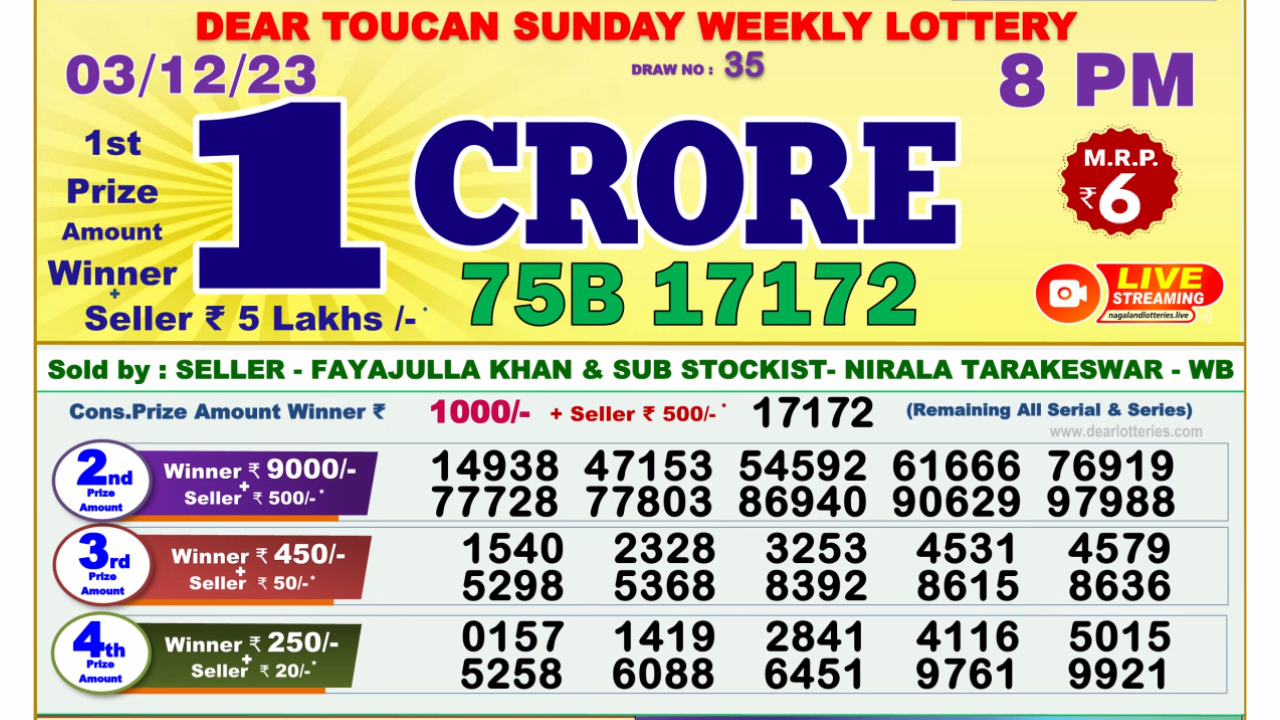 DEAR TOUCAN SUNDAY WEEKLY LOTTERY
03/12/23
DRAW NO : 35
8 PM
1st
Prize
Amount
Winner
+
Seller ₹ 5 Lakhs /-*
1 CRORE
75B 17172
M.R.P.
₹6
LIVE
STREAMING
nagalandlotteries.live
Sold by : SELLER - FAYAJULLA KHAN & SUB STOCKIST- NIRALA TARAKESWAR - WB
Cons.Prize Amount Winner ₹ 1000/- + Seller ₹ 500/-* 17172 (Remaining All Serial & Series)
www.dearlotteries.com
2nd
Prize
Amount
Winner ₹ 9000/-
+
Seller ₹ 500/-*
14938 47153 54592 61666 76919
77728 77803 86940 90629 97988
3rd
Prize
Amount
Winner ₹ 450/-
+
Seller ₹ 50/-*
1540 2328 3253 4531 4579
5298 5368 8392 8615 8636
4th
Prize
Amount
Winner ₹ 250/-
+
Seller ₹ 20/-*
0157 1419 2841 4116 5015
5258 6088 6451 9761 9921